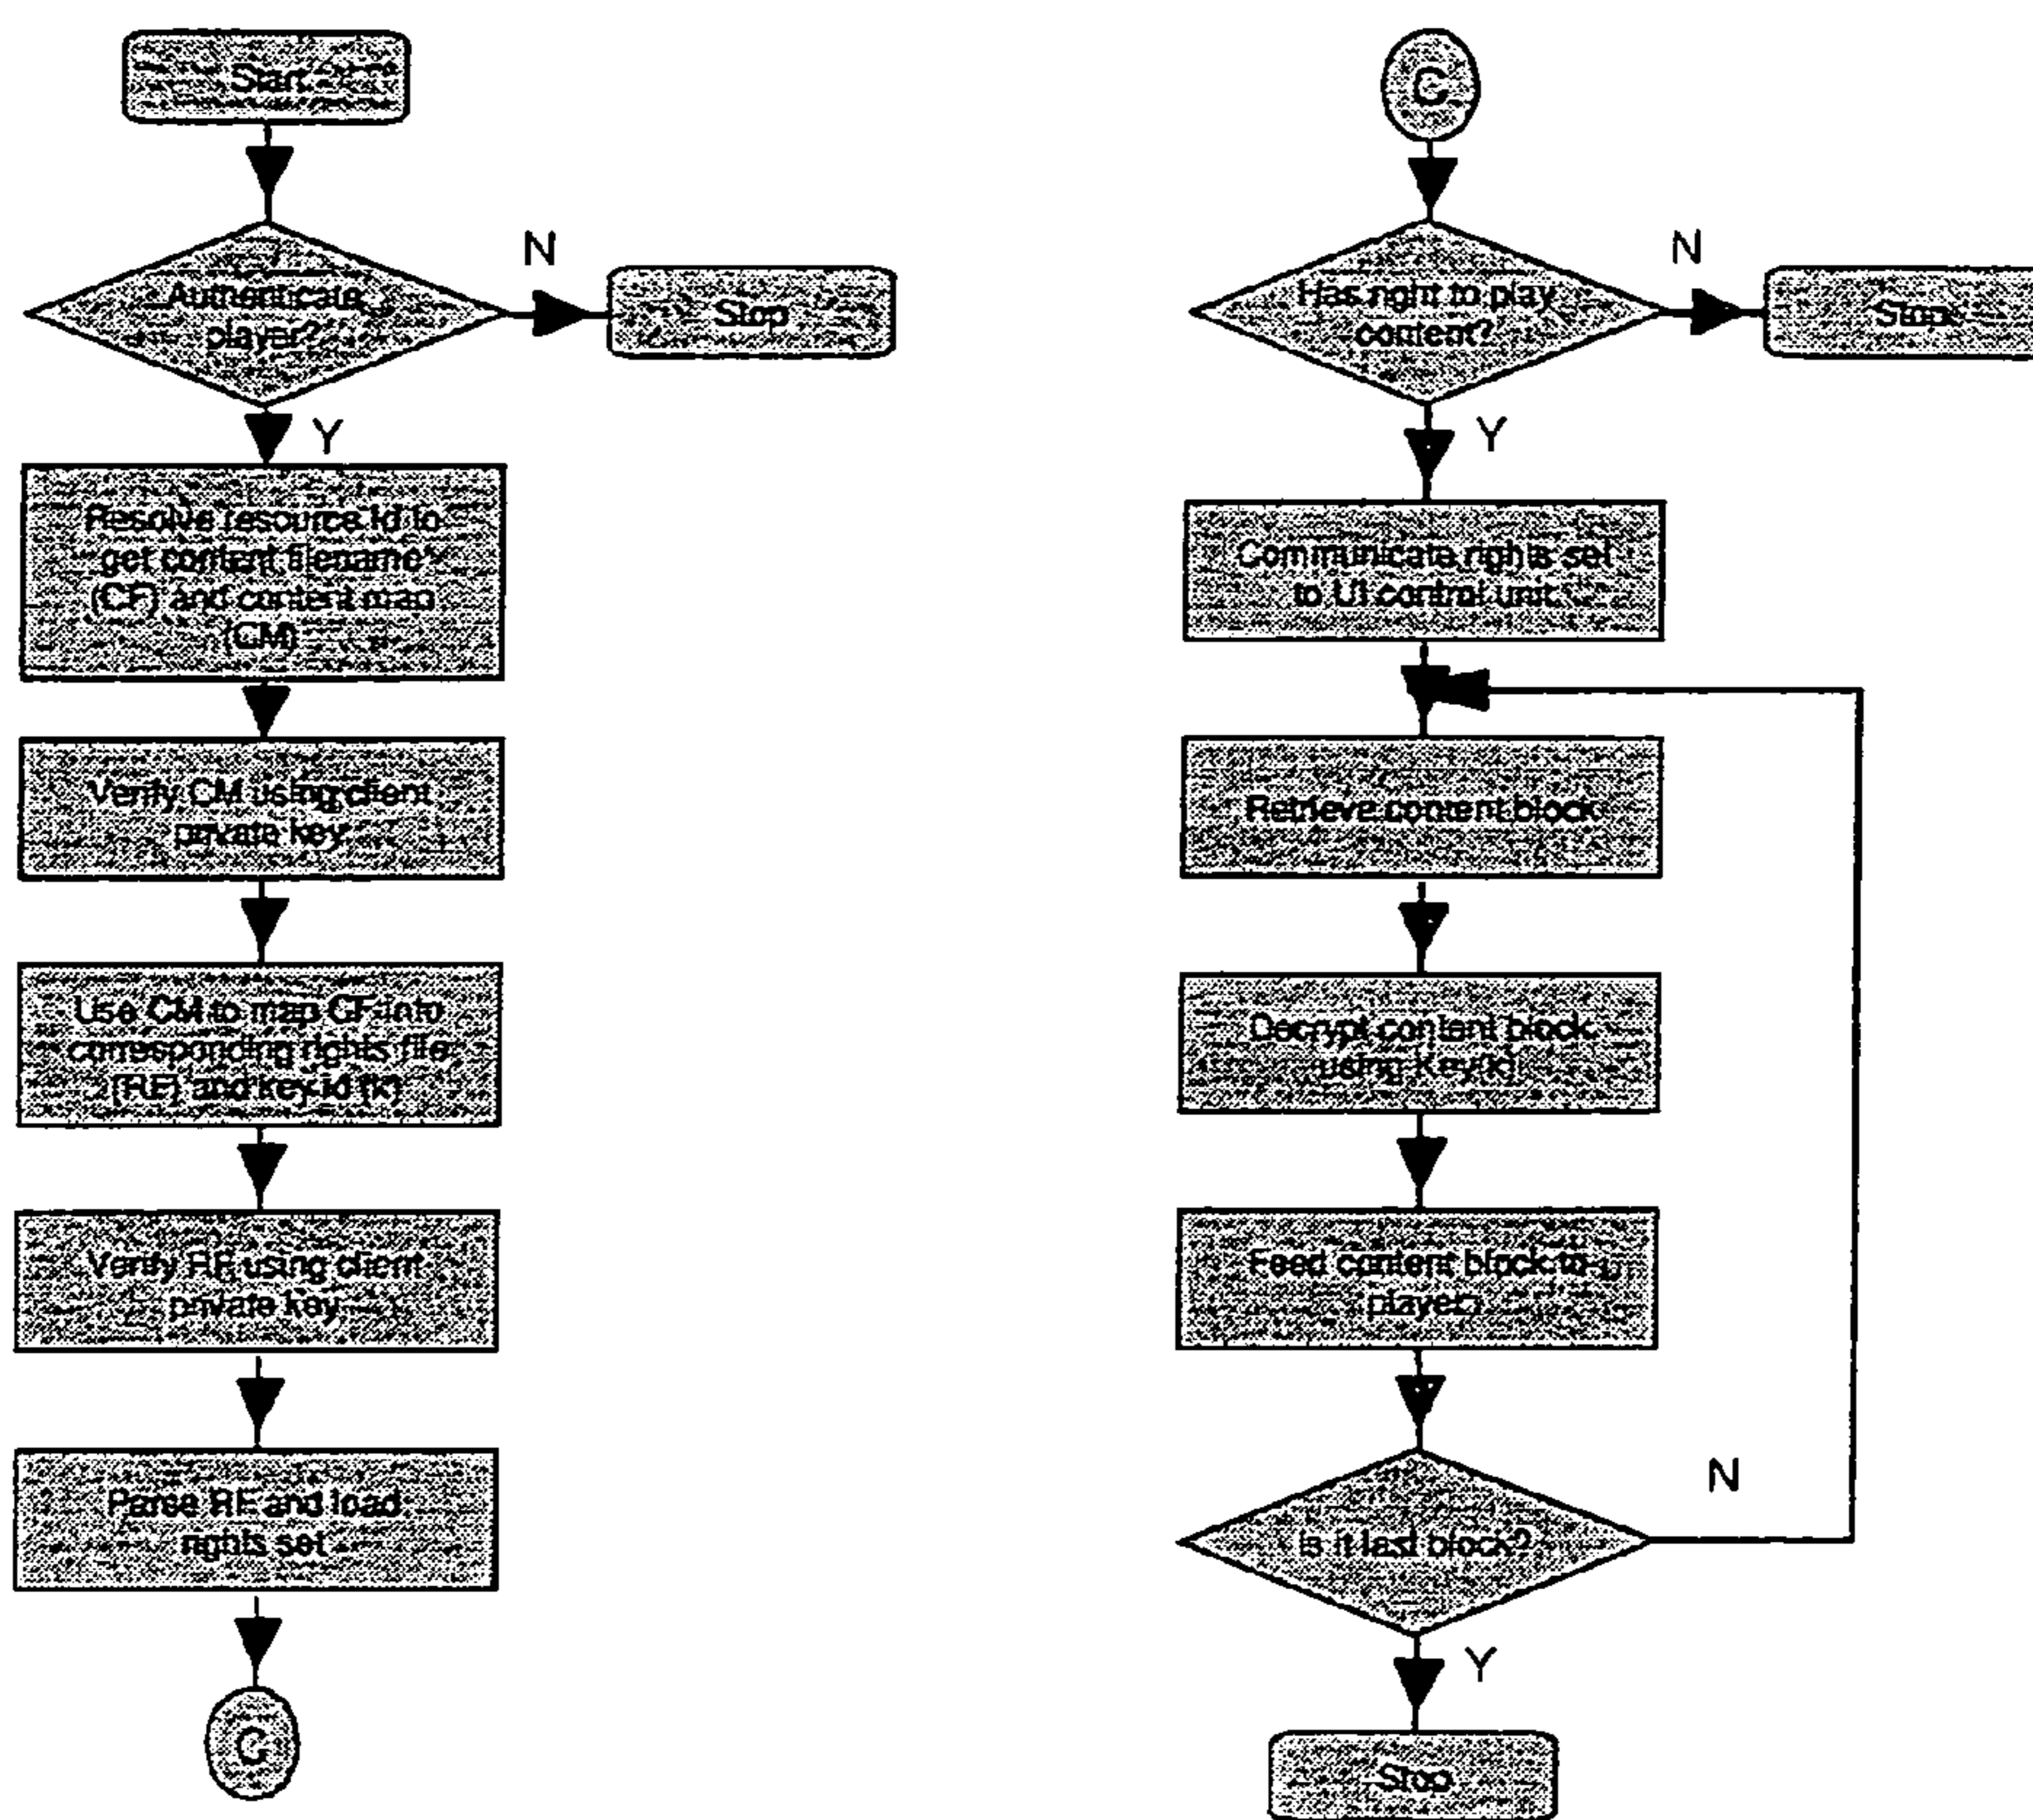 Start
Authenticate
player?
N
Stop
Y
Resolve resource id to
get content filename
(CF) and content map
(CM)
Verify CM using client
private key
Use CM to map CF into
corresponding rights file
(RF) and key-id (k)
Verify RF using client
private key
Parse RF and load
rights set
C
C
Has right to play
content?
N
Stop
Y
Communicate rights set
to UI control unit
Retrieve content block
Decrypt content block
using Key(k)
Feed content block to
player
Is it last block?
N
Y
Stop